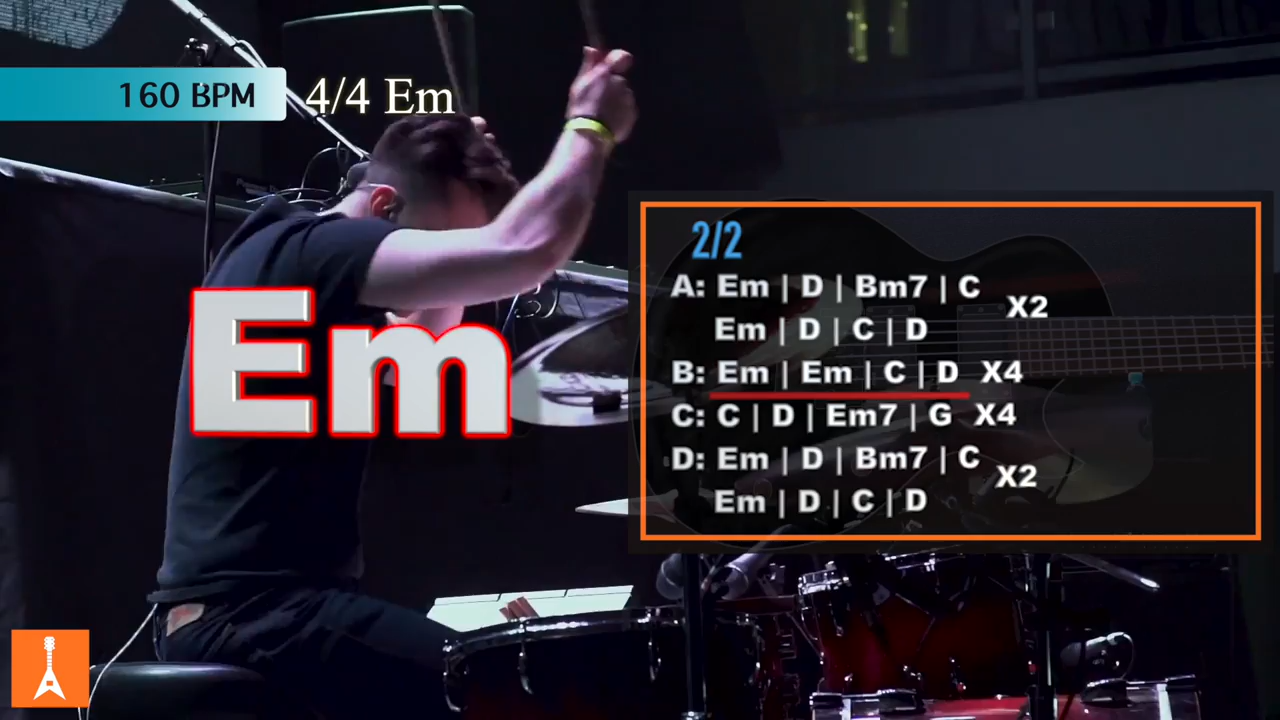 160 BPM 4/4 Em
Em
2/2
A: Em | D | Bm7 | C
X2
Em | D | C | D
B: Em | Em | C | D X4
C: C | D | Em7 | G X4
D: Em | D | Bm7 | C
X2
Em | D | C | D